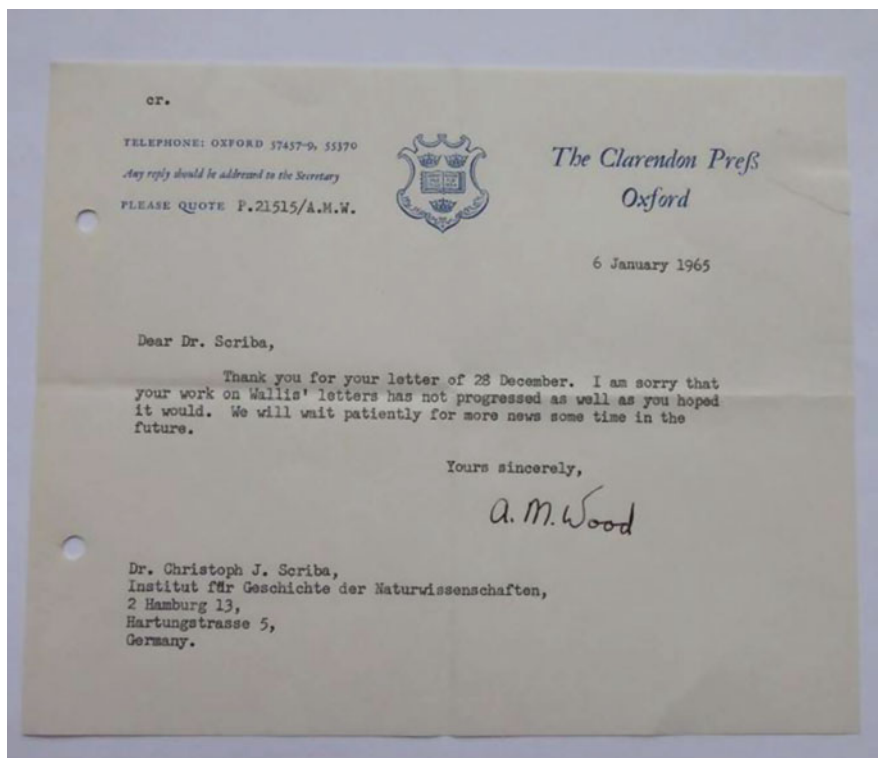 cr.
TELEPHONE: OXFORD 57457-9, 55370
Any reply should be addressed to the Secretary
PLEASE QUOTE P.21515/A.M.W.
The Clarendon Preß
Oxford
6 January 1965
Dear Dr. Scriba,
Thank you for your letter of 28 December. I am sorry that
your work on Wallis' letters has not progressed as well as you hoped
it would. We will wait patiently for more news some time in the
future.
Yours sincerely,
A. M. Wood
Dr. Christoph J. Scriba,
Institut für Geschichte der Naturwissenschaften,
2 Hamburg 13,
Hartungstrasse 5,
Germany.